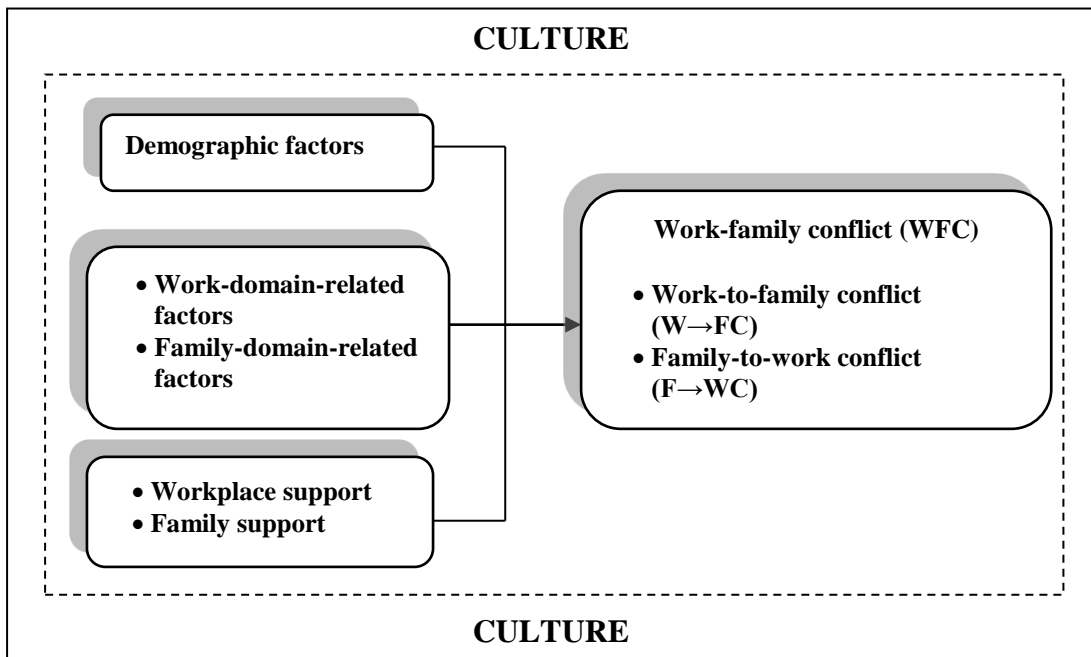 CULTURE
Demographic factors
• Work-domain-related
factors
• Family-domain-related
factors
• Workplace support
• Family support
Work-family conflict (WFC)
• Work-to-family conflict
(W→FC)
• Family-to-work conflict
(F→WC)
CULTURE